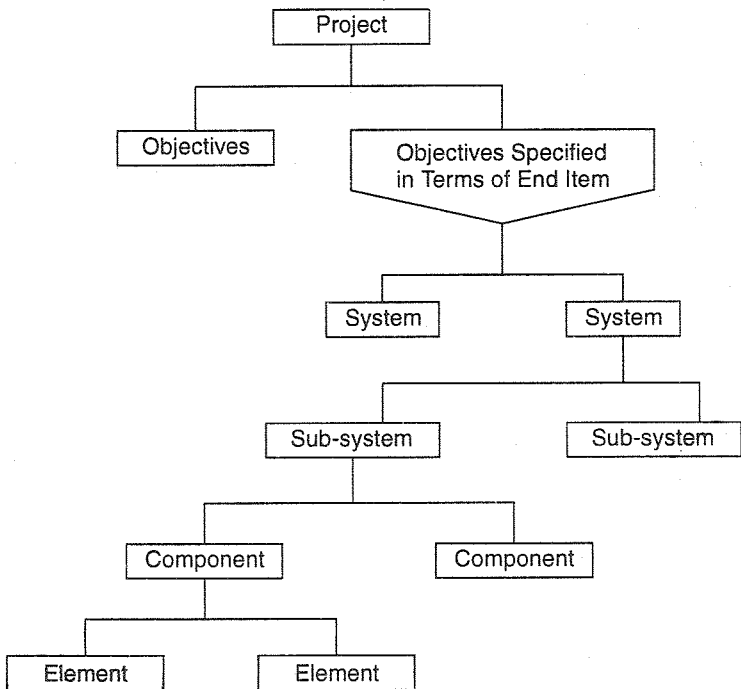 Project
Objectives
Objectives Specified
in Terms of End Item
System
System
Sub-system
Sub-system
Component
Component
Element
Element